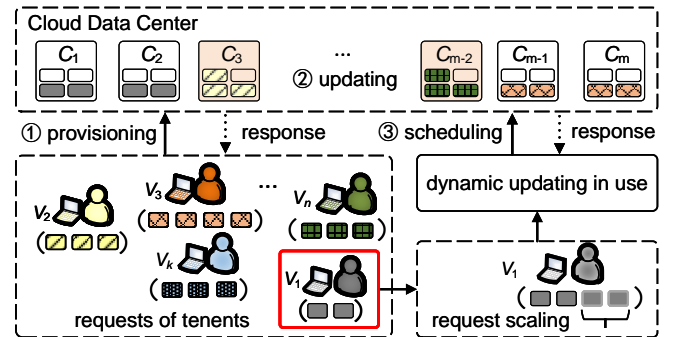 Cloud Data Center
C1 C2 C3 ... Cm-2 Cm-1 Cm
② updating
① provisioning response ③ scheduling response
V3 ... Vn
V2
Vk
V1
requests of tenents
dynamic updating in use
V1
request scaling